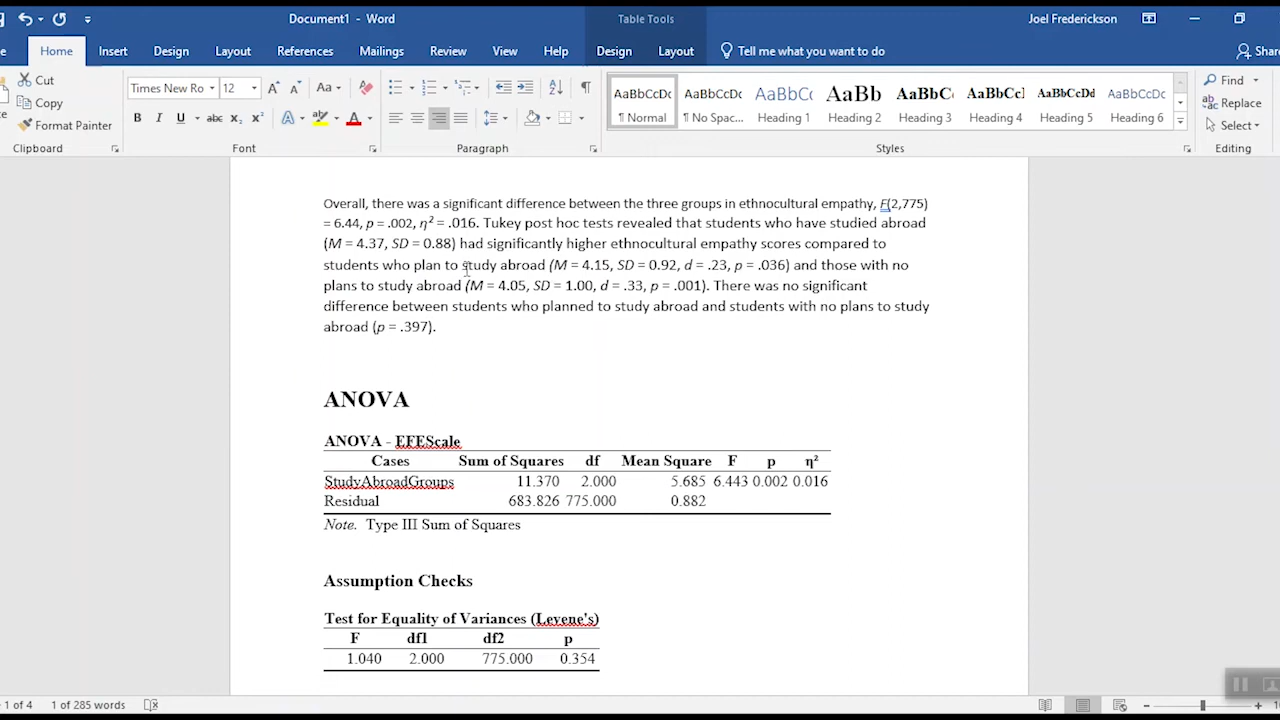 Document1 - Word
Table Tools
Joel Frederickson
Home Insert Design Layout References Mailings Review View Help Design Layout Tell me what you want to do Share
Cut
Copy
Format Painter
Clipboard
Times New Ro 12
Font
Paragraph
AaBbCcDc AaBbCcDc AaBbCc AaBb AaBbC AaBbCcI AaBbCcDd AaBbCcDc
¶ Normal ¶ No Spac... Heading 1 Heading 2 Heading 3 Heading 4 Heading 5 Heading 6
Styles
Find
Replace
Select
Editing
Overall, there was a significant difference between the three groups in ethnocultural empathy, F(2,775)
= 6.44, p = .002, η² = .016. Tukey post hoc tests revealed that students who have studied abroad
(M = 4.37, SD = 0.88) had significantly higher ethnocultural empathy scores compared to
students who plan to study abroad (M = 4.15, SD = 0.92, d = .23, p = .036) and those with no
plans to study abroad (M = 4.05, SD = 1.00, d = .33, p = .001). There was no significant
difference between students who planned to study abroad and students with no plans to study
abroad (p = .397).
ANOVA
ANOVA - EFEScale
Cases Sum of Squares df Mean Square F p η²
StudyAbroadGroups 11.370 2.000 5.685 6.443 0.002 0.016
Residual 683.826 775.000 0.882
Note. Type III Sum of Squares
Assumption Checks
Test for Equality of Variances (Levene's)
F df1 df2 p
1.040 2.000 775.000 0.354
1 of 4 1 of 285 words